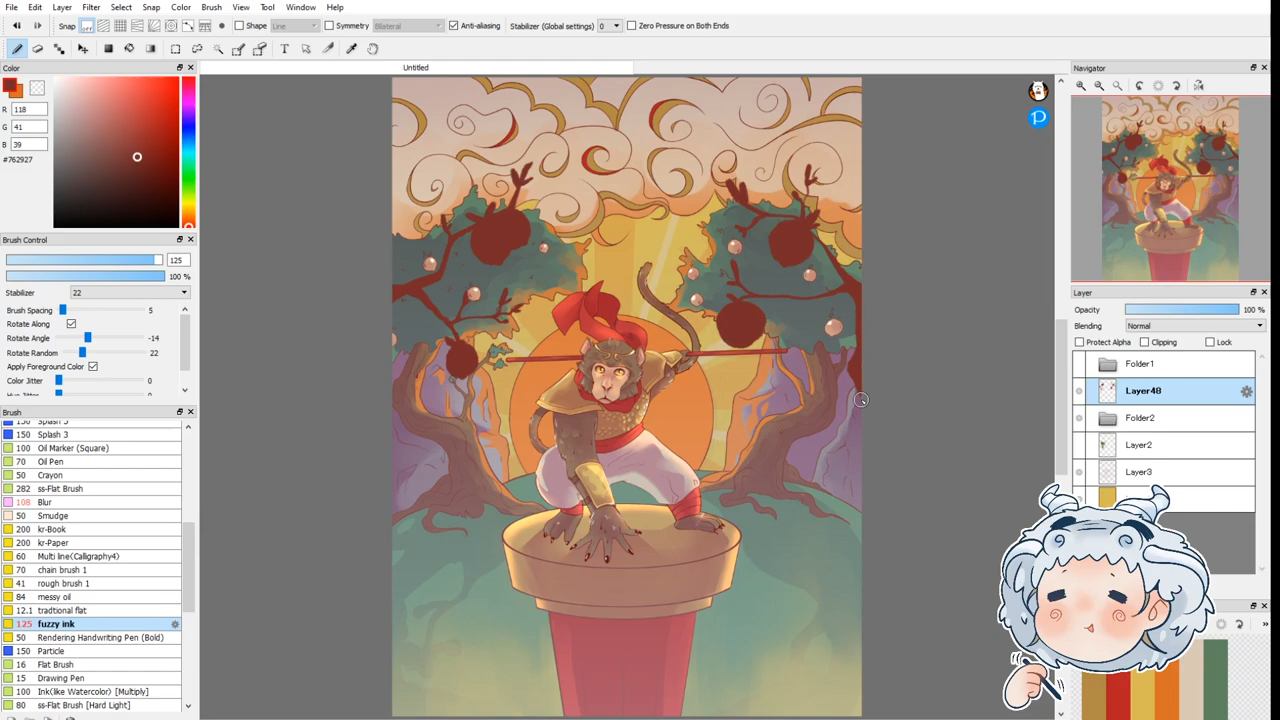 File Edit Layer Filter Select Snap Color Brush View Tool Window Help
Snap off Shape Line Symmetry Bilateral Anti-aliasing Stabilizer (Global settings) 0 Zero Pressure on Both Ends
T
Color
Untitled
Navigator
R 118
G 41
B 39
#762927
Brush Control
125
100 %
Stabilizer 22
Brush Spacing 5
Rotate Along
Rotate Angle -14
Rotate Random 22
Apply Foreground Color
Color Jitter 0
Brush
150 Splash 3
100 Oil Marker (Square)
70 Oil Pen
50 Crayon
282 ss-Flat Brush
108 Blur
50 Smudge
200 kr-Book
200 kr-Paper
60 Multi line(Calligraphy4)
70 chain brush 1
41 rough brush 1
84 messy oil
12.1 tradtional flat
125 fuzzy ink
50 Rendering Handwriting Pen (Bold)
150 Particle
16 Flat Brush
15 Drawing Pen
100 Ink(like Watercolor) [Multiply]
80 ss-Flat Brush [Hard Light]
Layer
Opacity 100 %
Blending Normal
Protect Alpha Clipping Lock
Folder1
Layer48
Folder2
Layer2
Layer3